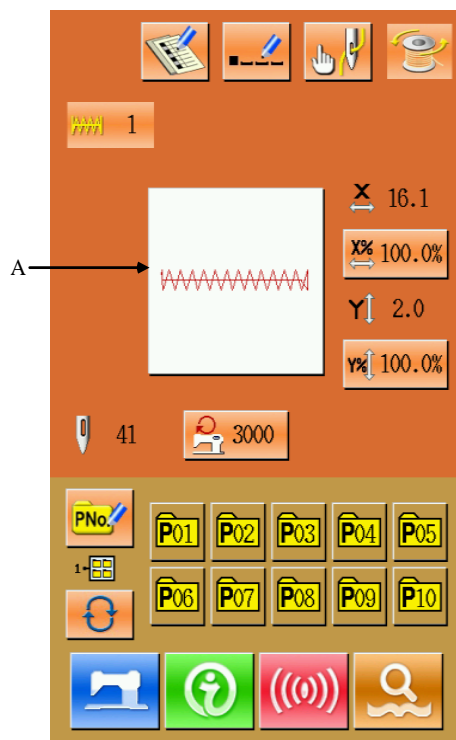 1
X 16.1
A
X% 100.0%
Y 2.0
Y% 100.0%
41 3000
PNo.
P01 P02 P03 P04 P05
1-
P06 P07 P08 P09 P10